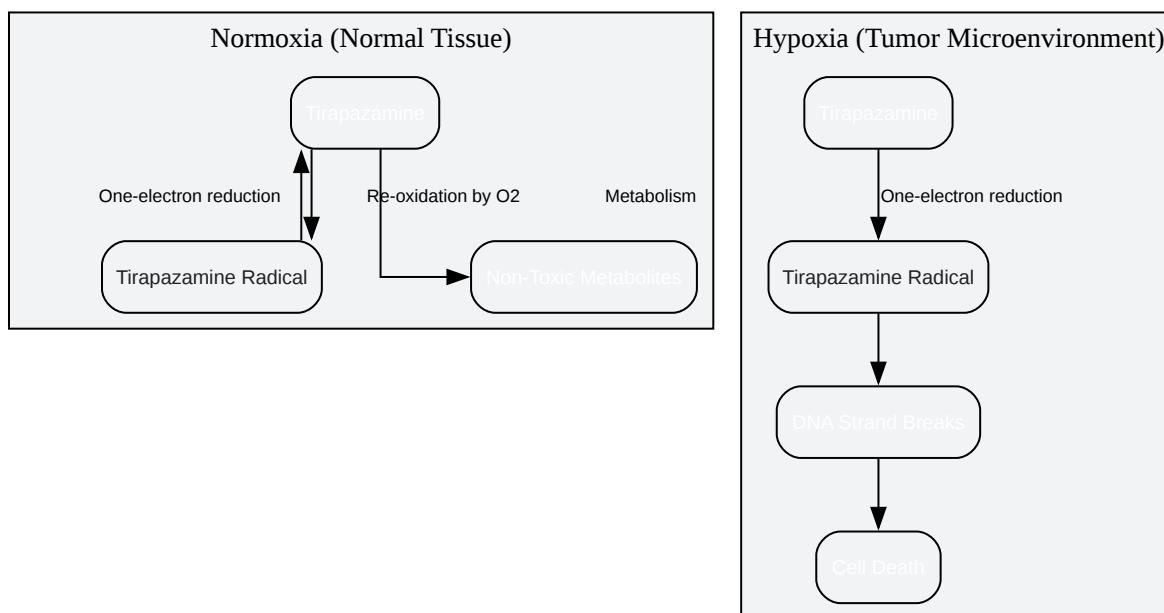 Normoxia (Normal Tissue)
Tirapazamine
One-electron reduction
Re-oxidation by O2
Metabolism
Tirapazamine Radical
Non-Toxic Metabolites
Hypoxia (Tumor Microenvironment)
Tirapazamine
One-electron reduction
Tirapazamine Radical
DNA Strand Breaks
Cell Death